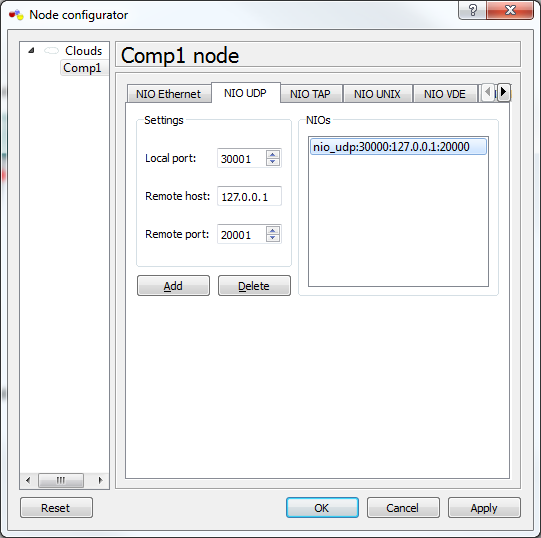 Node configurator
Clouds
Comp1
Comp1 node
NIO Ethernet
NIO UDP
NIO TAP
NIO UNIX
NIO VDE
Settings
Local port:
30001
Remote host:
127.0.0.1
Remote port:
20001
Add
Delete
NIOs
nio_udp:30000:127.0.0.1:20000
Reset
OK
Cancel
Apply